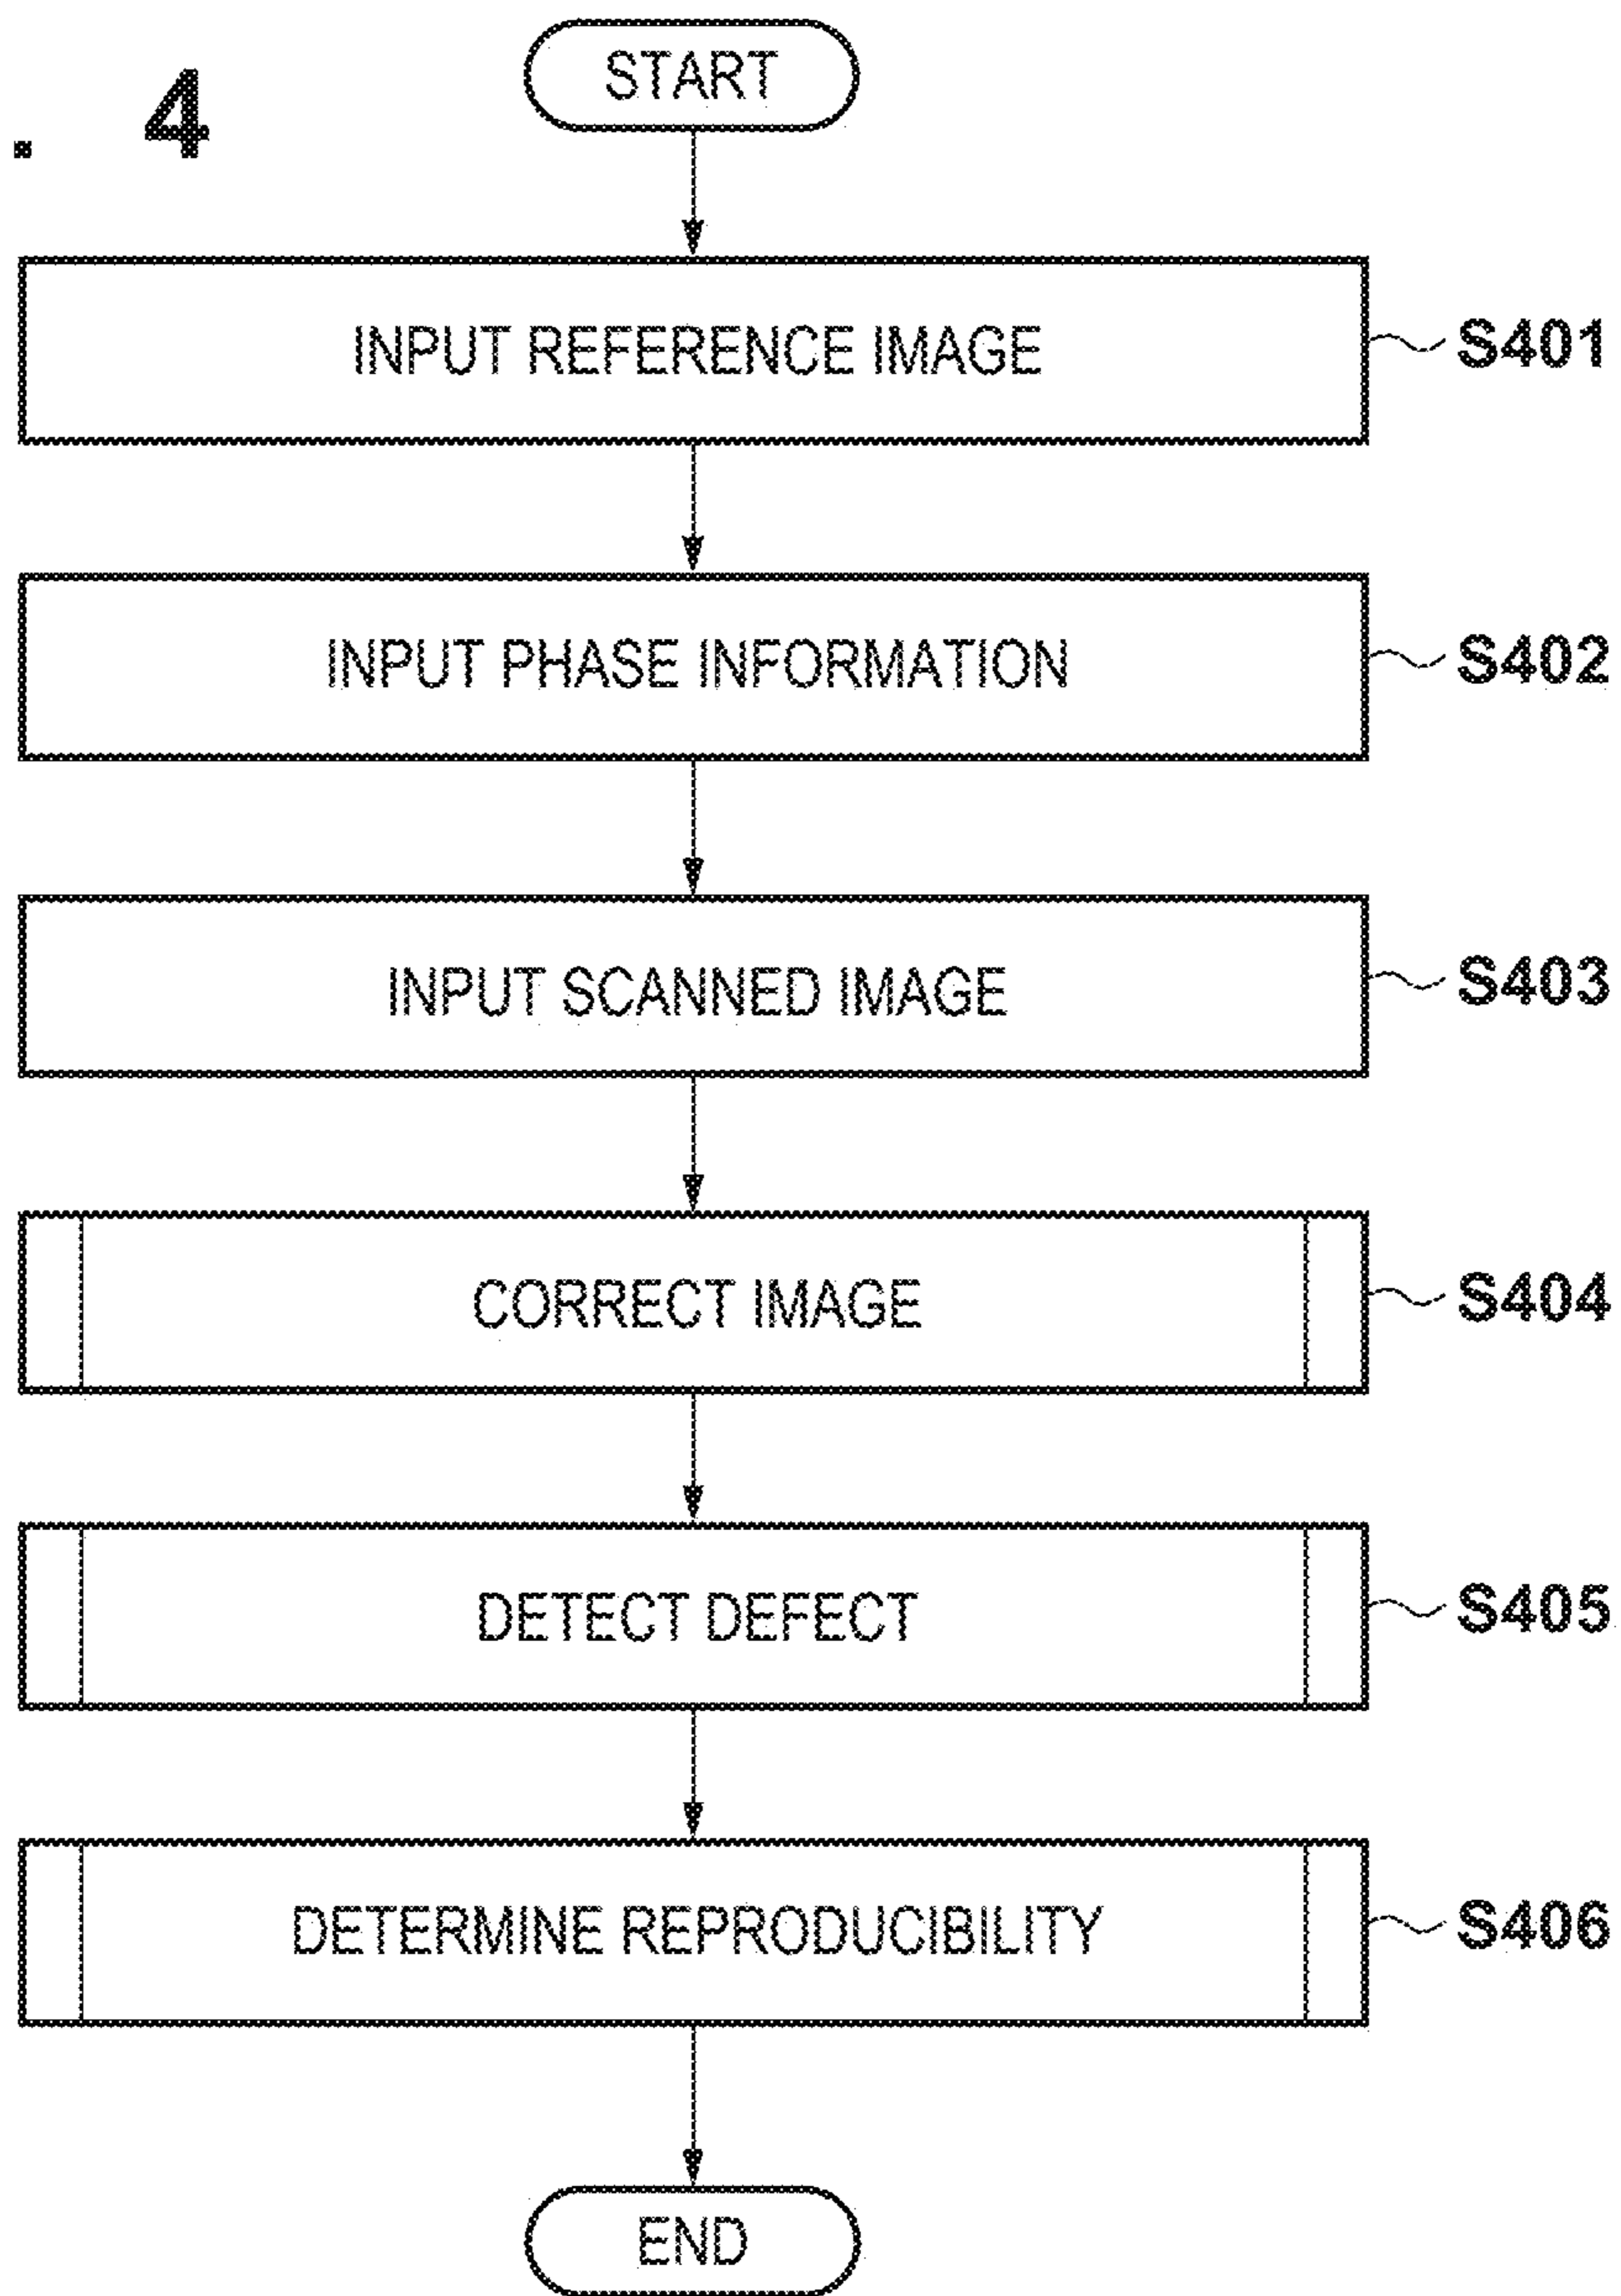 . 4
START
INPUT REFERENCE IMAGE
S401
INPUT PHASE INFORMATION
S402
INPUT SCANNED IMAGE
S403
CORRECT IMAGE
S404
DETECT DEFECT
S405
DETERMINE REPRODUCIBILITY
S406
END